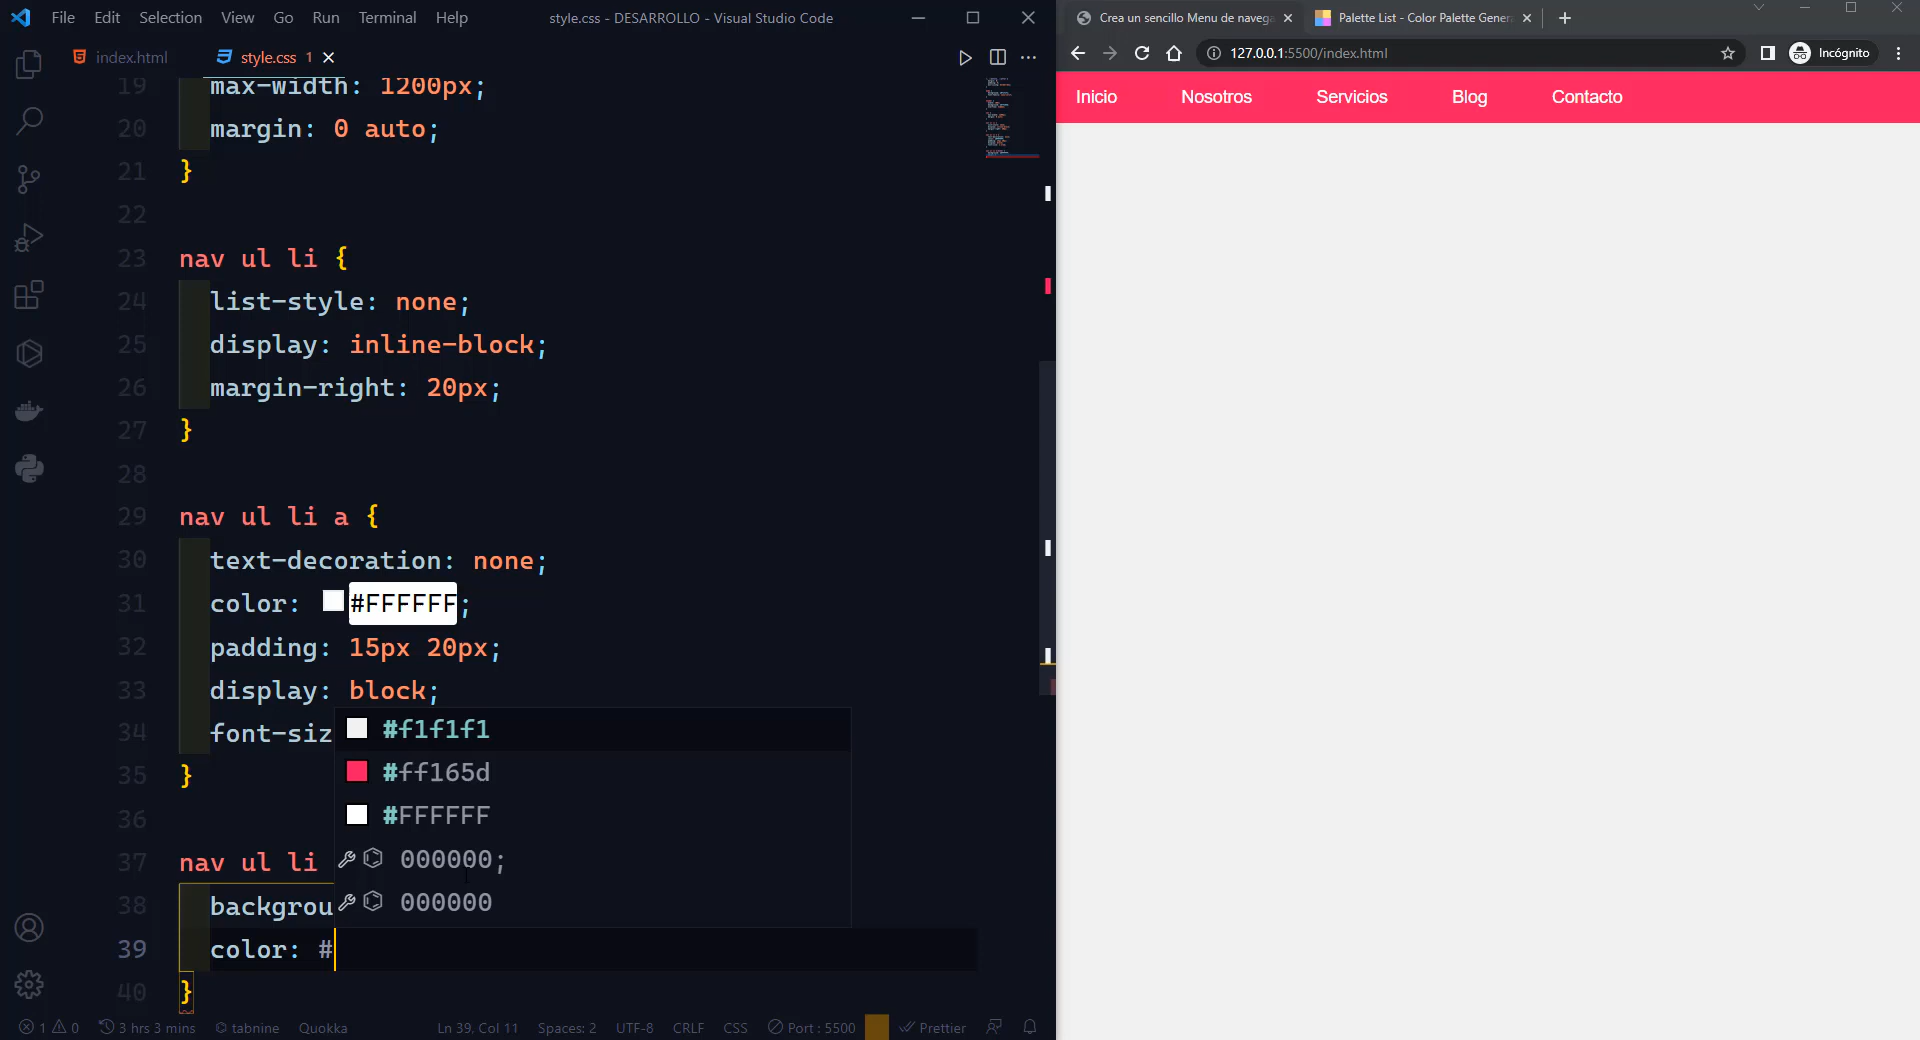 File Edit Selection View Go Run Terminal Help
style.css - DESARROLLO - Visual Studio Code
index.html
style.css 1
19 max-width: 1200px;
20 margin: 0 auto;
21 }
22
23 nav ul li {
24 list-style: none;
25 display: inline-block;
26 margin-right: 20px;
27 }
28
29 nav ul li a {
30 text-decoration: none;
31 color: #FFFFFF;
32 padding: 15px 20px;
33 display: block;
34 font-siz
35 }
36
37 nav ul li
38 backgrou
39 color: #
40 }
#f1f1f1
#ff165d
#FFFFFF
000000;
000000
1 0 3 hrs 3 mins tabnine Quokka Ln 39, Col 11 Spaces: 2 UTF-8 CRLF CSS Port : 5500 Prettier
Crea un sencillo Menu de navega
Palette List - Color Palette Gener
127.0.0.1:5500/index.html
Incógnito
Inicio Nosotros Servicios Blog Contacto